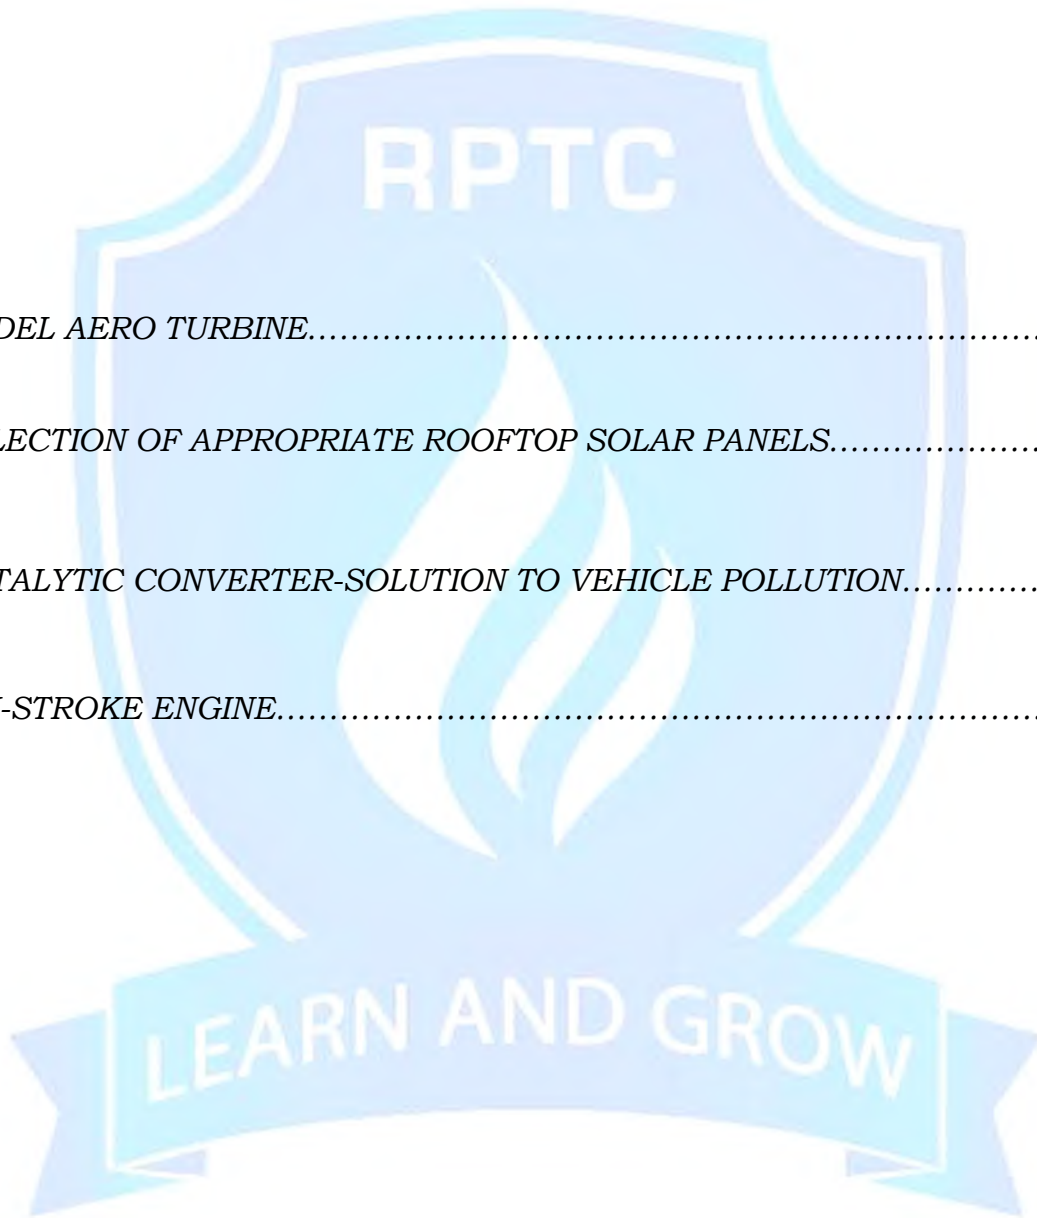 RPTC
DEL AERO TURBINE……………………………………………………………
LECTION OF APPROPRIATE ROOFTOP SOLAR PANELS…………………
TALYTIC CONVERTER-SOLUTION TO VEHICLE POLLUTION…………
-STROKE ENGINE………………………………………………………………
LEARN AND GROW